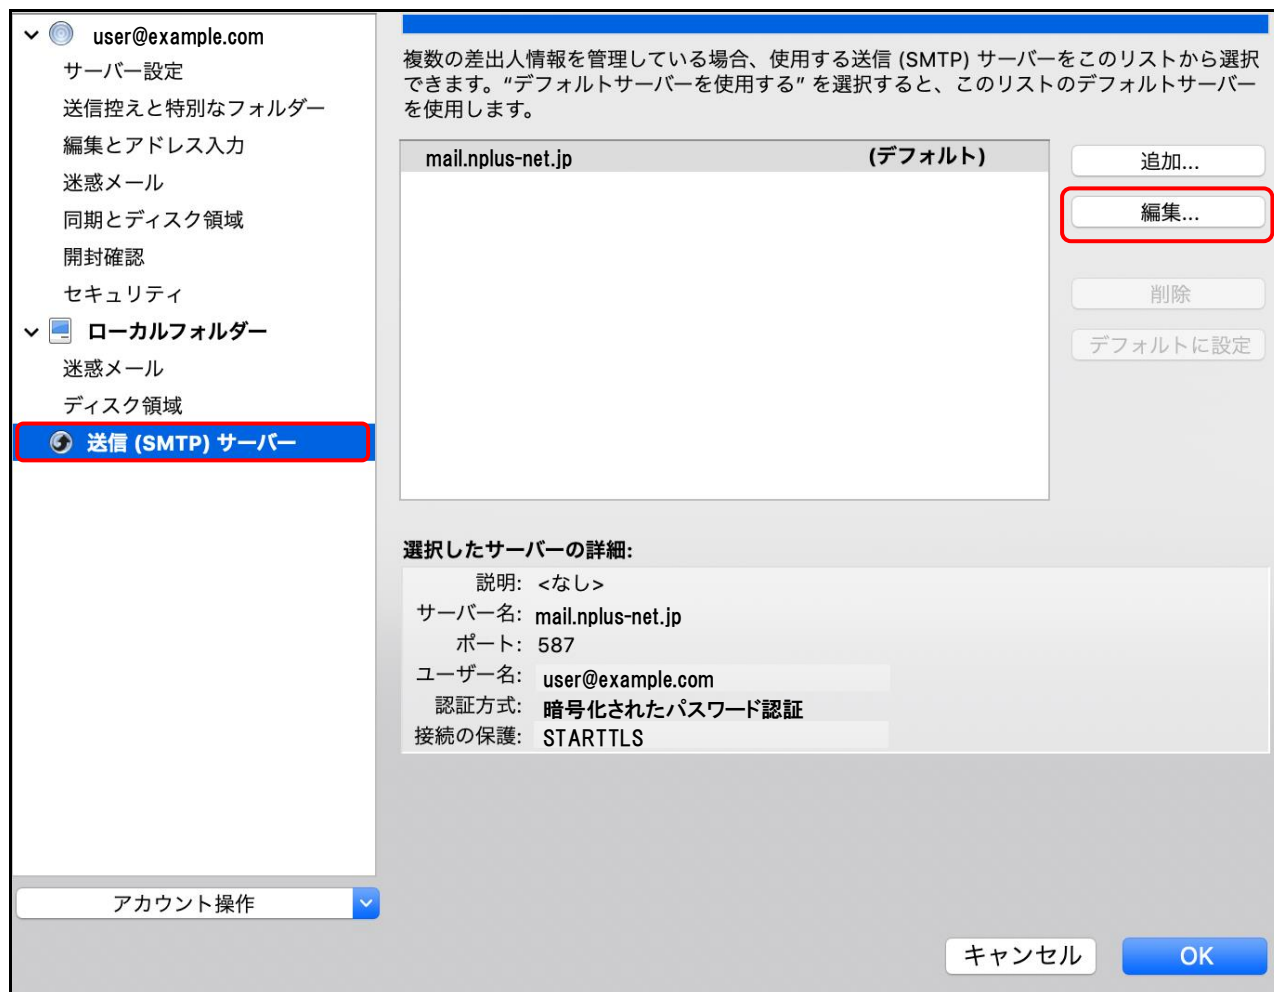 user@example.com
サーバー設定
送信控えと特別なフォルダー
編集とアドレス入力
迷惑メール
同期とディスク領域
開封確認
セキュリティ
ローカルフォルダー
迷惑メール
ディスク領域
送信 (SMTP) サーバー
アカウント操作
複数の差出人情報を管理している場合、使用する送信 (SMTP) サーバーをこのリストから選択
できます。“デフォルトサーバーを使用する” を選択すると、このリストのデフォルトサーバー
を使用します。
mail.nplus-net.jp (デフォルト)
追加...
編集...
削除
デフォルトに設定
選択したサーバーの詳細:
説明: <なし>
サーバー名: mail.nplus-net.jp
ポート: 587
ユーザー名: user@example.com
認証方式: 暗号化されたパスワード認証
接続の保護: STARTTLS
キャンセル
OK